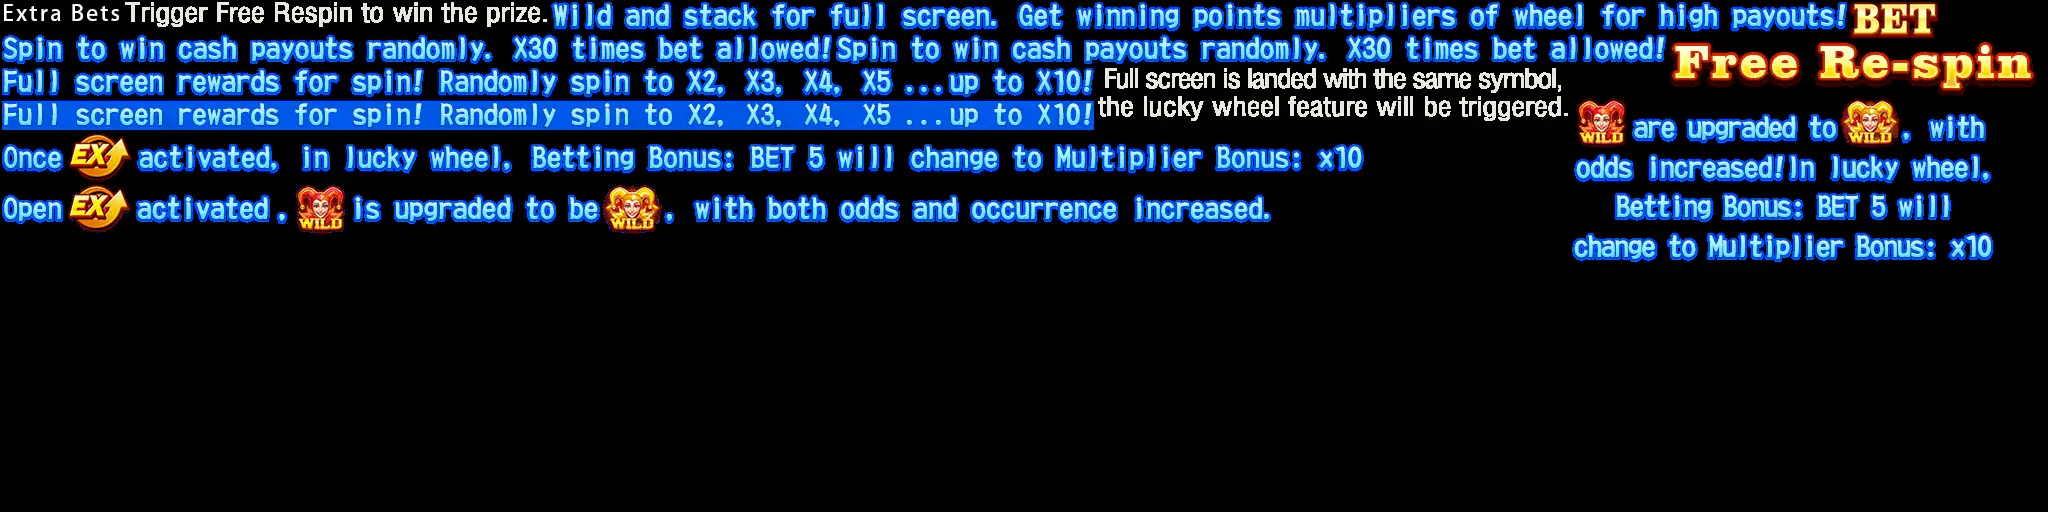 Extra Bets
Trigger Free Respin to win the prize.
Wild and stack for full screen. Get winning points multipliers of wheel for high payouts!
BET
Spin to win cash payouts randomly. X30 times bet allowed!
Spin to win cash payouts randomly. X30 times bet allowed!
Free Re-spin
Full screen rewards for spin! Randomly spin to X2, X3, X4, X5 ...up to X10!
Full screen is landed with the same symbol,
the lucky wheel feature will be triggered.
Full screen rewards for spin! Randomly spin to X2, X3, X4, X5 ...up to X10!
WILD are upgraded to WILD, with
odds increased!In lucky wheel,
Betting Bonus: BET 5 will
change to Multiplier Bonus: x10
Once EX activated, in lucky wheel, Betting Bonus: BET 5 will change to Multiplier Bonus: x10
Open EX activated, WILD is upgraded to be WILD, with both odds and occurrence increased.